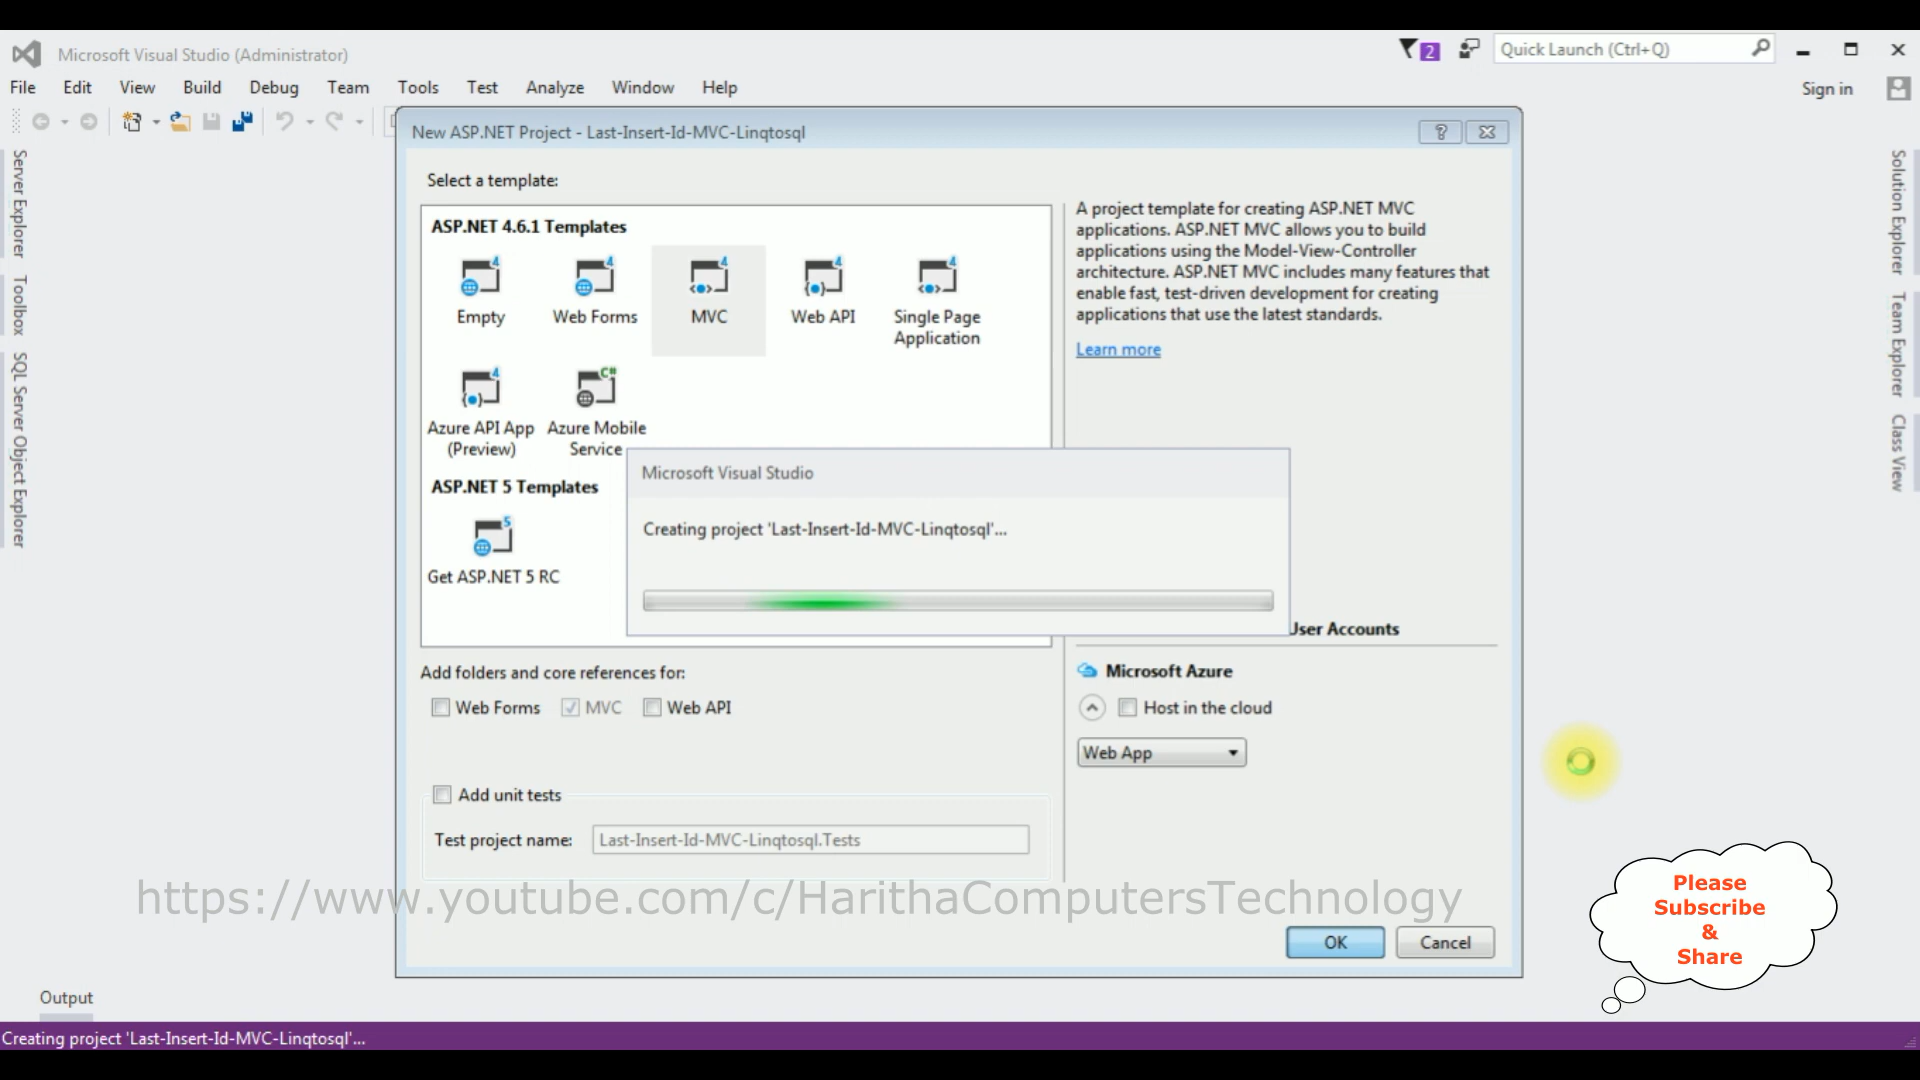 Microsoft Visual Studio (Administrator)
2
Quick Launch (Ctrl+Q)
File Edit View Build Debug Team Tools Test Analyze Window Help
Sign in
Server Explorer
Toolbox
SQL Server Object Explorer
Solution Explorer
Team Explorer
Class View
New ASP.NET Project - Last-Insert-Id-MVC-Linqtosql
?
Select a template:
ASP.NET 4.6.1 Templates
4 4 4 4 4
Empty Web Forms MVC Web API Single Page
Application
4 C#
Azure API App Azure Mobile
(Preview) Service
ASP.NET 5 Templates
5
Get ASP.NET 5 RC
A project template for creating ASP.NET MVC
applications. ASP.NET MVC allows you to build
applications using the Model-View-Controller
architecture. ASP.NET MVC includes many features that
enable fast, test-driven development for creating
applications that use the latest standards.
Learn more
Microsoft Visual Studio
Creating project 'Last-Insert-Id-MVC-Linqtosql'...
User Accounts
Microsoft Azure
Host in the cloud
Web App
Add folders and core references for:
Web Forms MVC Web API
Add unit tests
Test project name: Last-Insert-Id-MVC-Linqtosql.Tests
https://www.youtube.com/c/HarithaComputersTechnology
OK Cancel
Please
Subscribe
&
Share
Output
Creating project 'Last-Insert-Id-MVC-Linqtosql'...